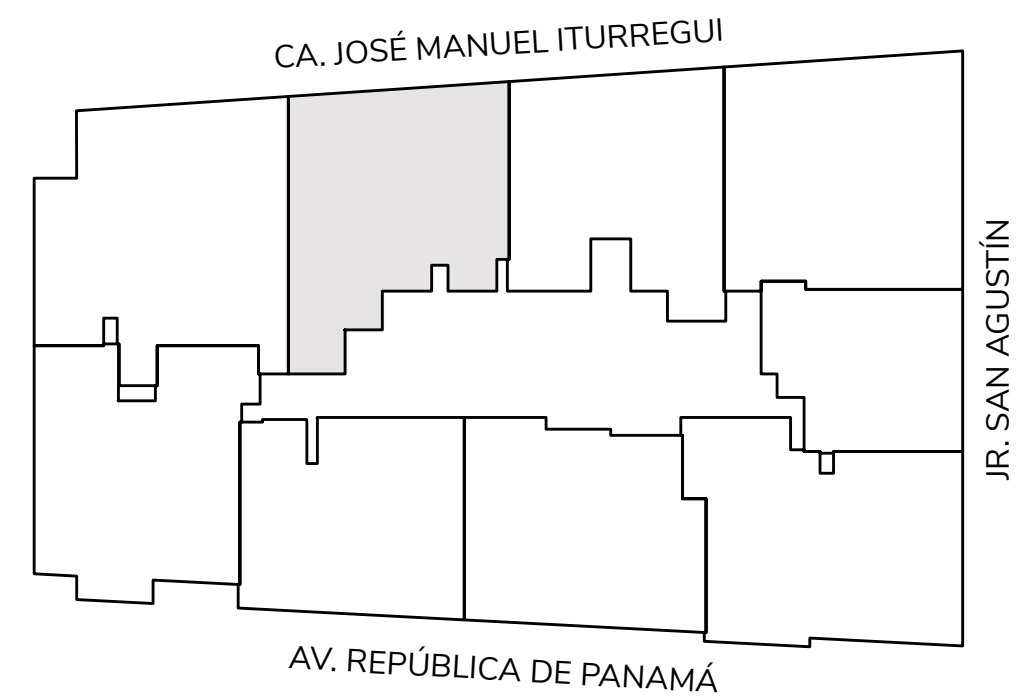 CA. JOSÉ MANUEL ITURREGUI
JR. SAN AGUSTÍN
AV. REPÚBLICA DE PANAMÁ